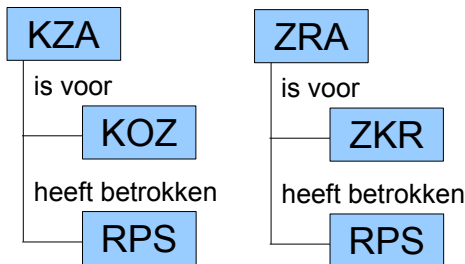 KZA
is voor
KOZ
heeft betrokken
RPS
ZRA
is voor
ZKR
heeft betrokken
RPS